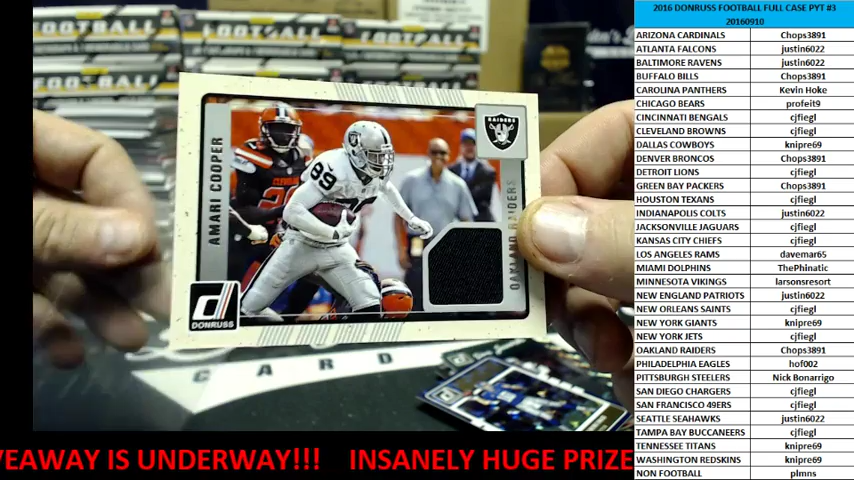 FOOTBALL
FOOTBALL
FOOTBALL
AMARI COOPER
89
RAIDERS
OAKLAND RAIDERS
DONRUSS
CARD
VEAWAY IS UNDERWAY!!! INSANELY HUGE PRIZE
2016 DONRUSS FOOTBALL FULL CASE PYT #3
20160910
ARIZONA CARDINALS Chops3891
ATLANTA FALCONS justin6022
BALTIMORE RAVENS justin6022
BUFFALO BILLS Chops3891
CAROLINA PANTHERS Kevin Hoke
CHICAGO BEARS profeit9
CINCINNATI BENGALS cjfiegl
CLEVELAND BROWNS cjfiegl
DALLAS COWBOYS knipre69
DENVER BRONCOS Chops3891
DETROIT LIONS cjfiegl
GREEN BAY PACKERS Chops3891
HOUSTON TEXANS cjfiegl
INDIANAPOLIS COLTS justin6022
JACKSONVILLE JAGUARS cjfiegl
KANSAS CITY CHIEFS cjfiegl
LOS ANGELES RAMS davemar65
MIAMI DOLPHINS ThePhinatic
MINNESOTA VIKINGS larsonsresort
NEW ENGLAND PATRIOTS justin6022
NEW ORLEANS SAINTS cjfiegl
NEW YORK GIANTS knipre69
NEW YORK JETS cjfiegl
OAKLAND RAIDERS Chops3891
PHILADELPHIA EAGLES hof002
PITTSBURGH STEELERS Nick Bonarrigo
SAN DIEGO CHARGERS cjfiegl
SAN FRANCISCO 49ERS cjfiegl
SEATTLE SEAHAWKS justin6022
TAMPA BAY BUCCANEERS cjfiegl
TENNESSEE TITANS knipre69
WASHINGTON REDSKINS knipre69
NON FOOTBALL plmns